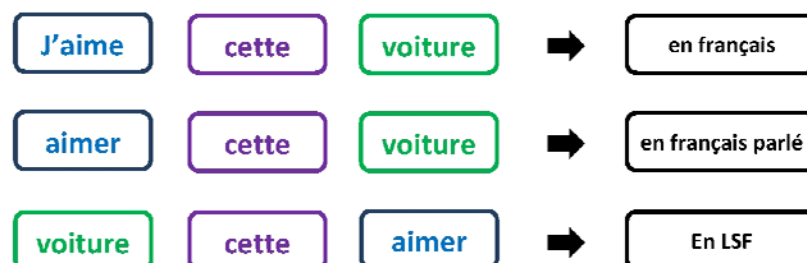 J'aime cette voiture en français
aimer cette voiture en français parlé
voiture cette aimer En LSF